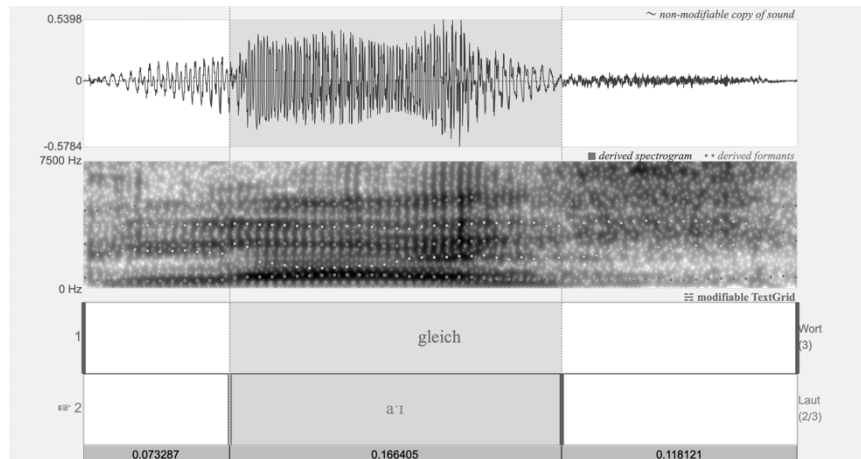 0.5398
〜 non-modifiable copy of sound
0
-0.5784
7500 Hz
■ derived spectrogram •• derived formants
0 Hz
☵ modifiable TextGrid
1
gleich
Wort
(3)
☞ 2
aˑɪ
Laut
(2/3)
0.073287 0.166405 0.118121